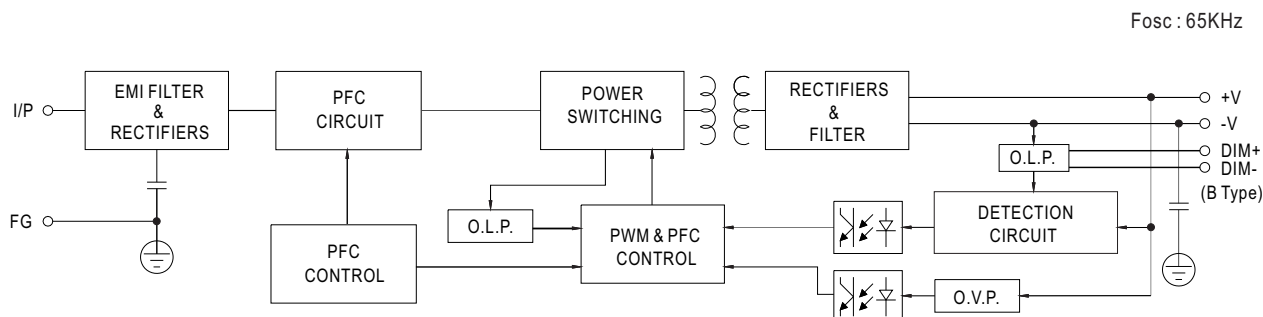 Fosc : 65KHz
I/P
EMI FILTER
&
RECTIFIERS
PFC
CIRCUIT
POWER
SWITCHING
RECTIFIERS
&
FILTER
+V
-V
DIM+
DIM-
(B Type)
O.L.P.
FG
O.L.P.
PFC
CONTROL
PWM & PFC
CONTROL
DETECTION
CIRCUIT
O.V.P.